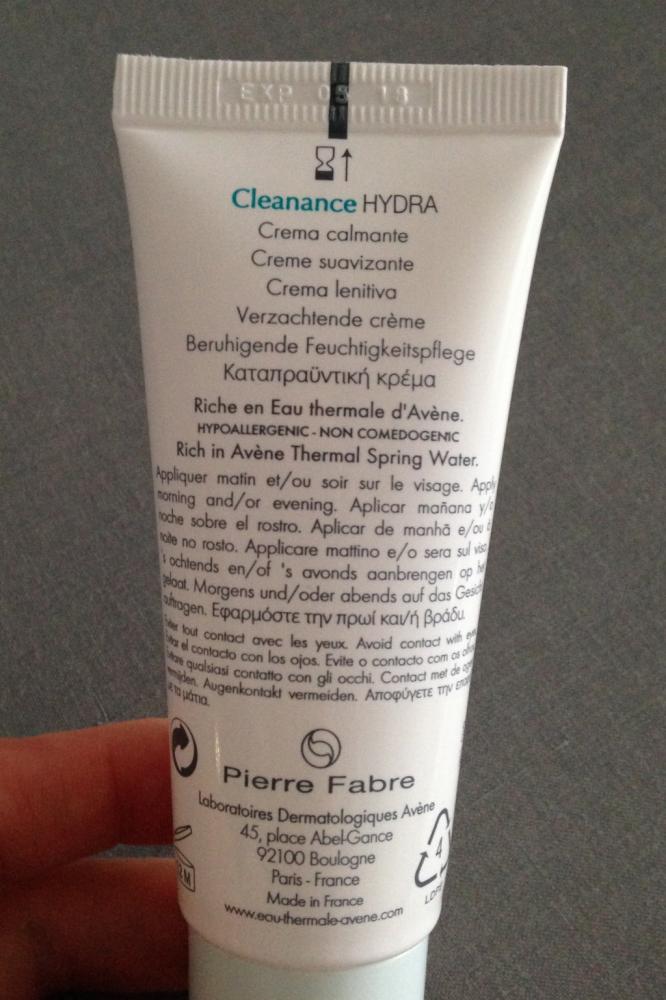 EXP 05 18
Cleanance HYDRA
Crema calmante
Creme suavizante
Crema lenitiva
Verzachtende crème
Beruhigende Feuchtigkeitspflege
Καταπραϋντική κρέμα
Riche en Eau thermale d'Avène.
HYPOALLERGENIC - NON COMEDOGENIC
Rich in Avène Thermal Spring Water.
Appliquer matin et/ou soir sur le visage. Apply
morning and/or evening. Aplicar mañana y/o
noche sobre el rostro. Aplicar de manhã e/ou à
noite no rosto. Applicare mattino e/o sera sul viso.
's ochtends en/of 's avonds aanbrengen op het
gelaat. Morgens und/oder abends auf das Gesicht
auftragen. Εφαρμόστε την πρωί και/ή βράδυ.
tout contact avec les yeux. Avoid contact with eyes.
el contacto con los ojos. Evite o contacto com os
qualsiasi contatto con gli occhi. Contact met de
vermijden. Augenkontakt vermeiden. Αποφύγετε την
με τα μάτια.
Pierre Fabre
Laboratoires Dermatologiques Avène
45, place Abel-Gance
92100 Boulogne
Paris - France
Made in France
www.eau-thermale-avene.com
4